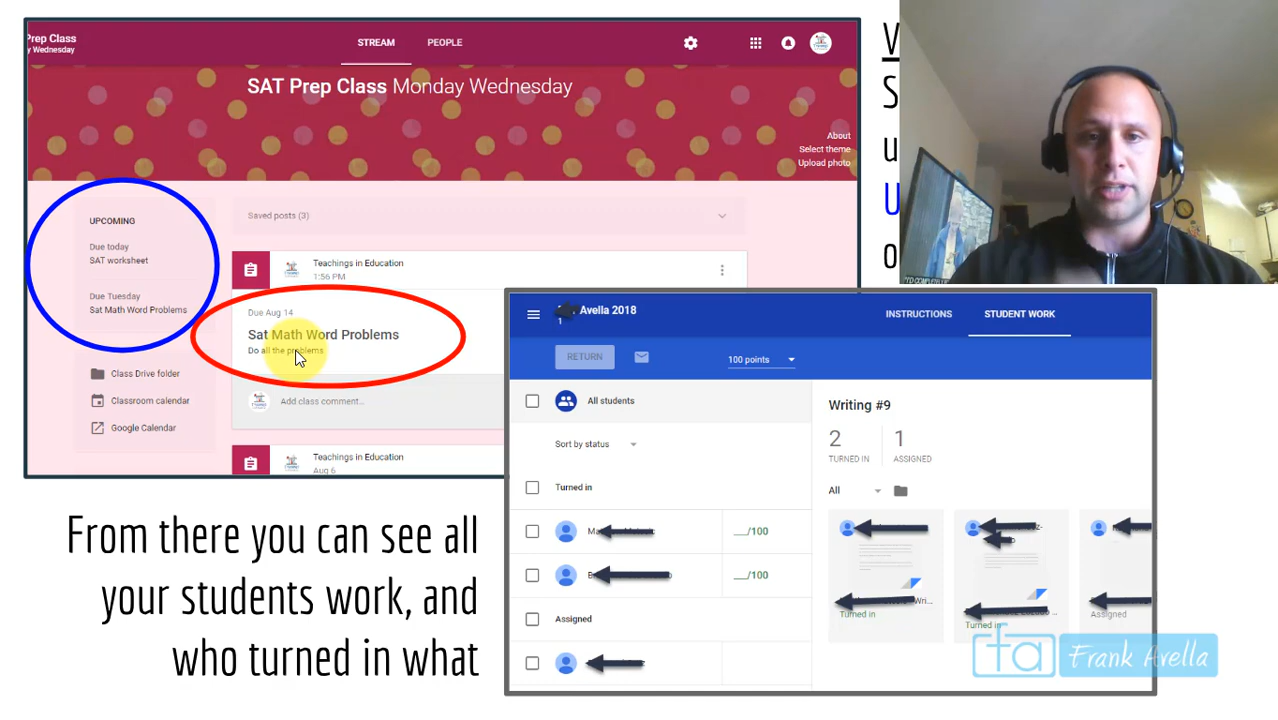 Prep Class
Wednesday
STREAM
PEOPLE
SAT Prep Class Monday Wednesday
About
Select theme
Upload photo
UPCOMING
Due today
SAT worksheet
Due Tuesday
Sat Math Word Problems
Class Drive folder
Classroom calendar
Google Calendar
Saved posts (3)
Teachings in Education
1:56 PM
Due Aug 14
Sat Math Word Problems
Do all the problems
Add class comment...
Teachings in Education
Aug 6
V
S
u
U
o
Avella 2018
1
INSTRUCTIONS
STUDENT WORK
RETURN
100 points
All students
Sort by status
Turned in
__/100
__/100
Assigned
Writing #9
2
1
TURNED IN
ASSIGNED
All
Turned in
Turned in
Assigned
From there you can see all
your students work, and
who turned in what
fa Frank Avella